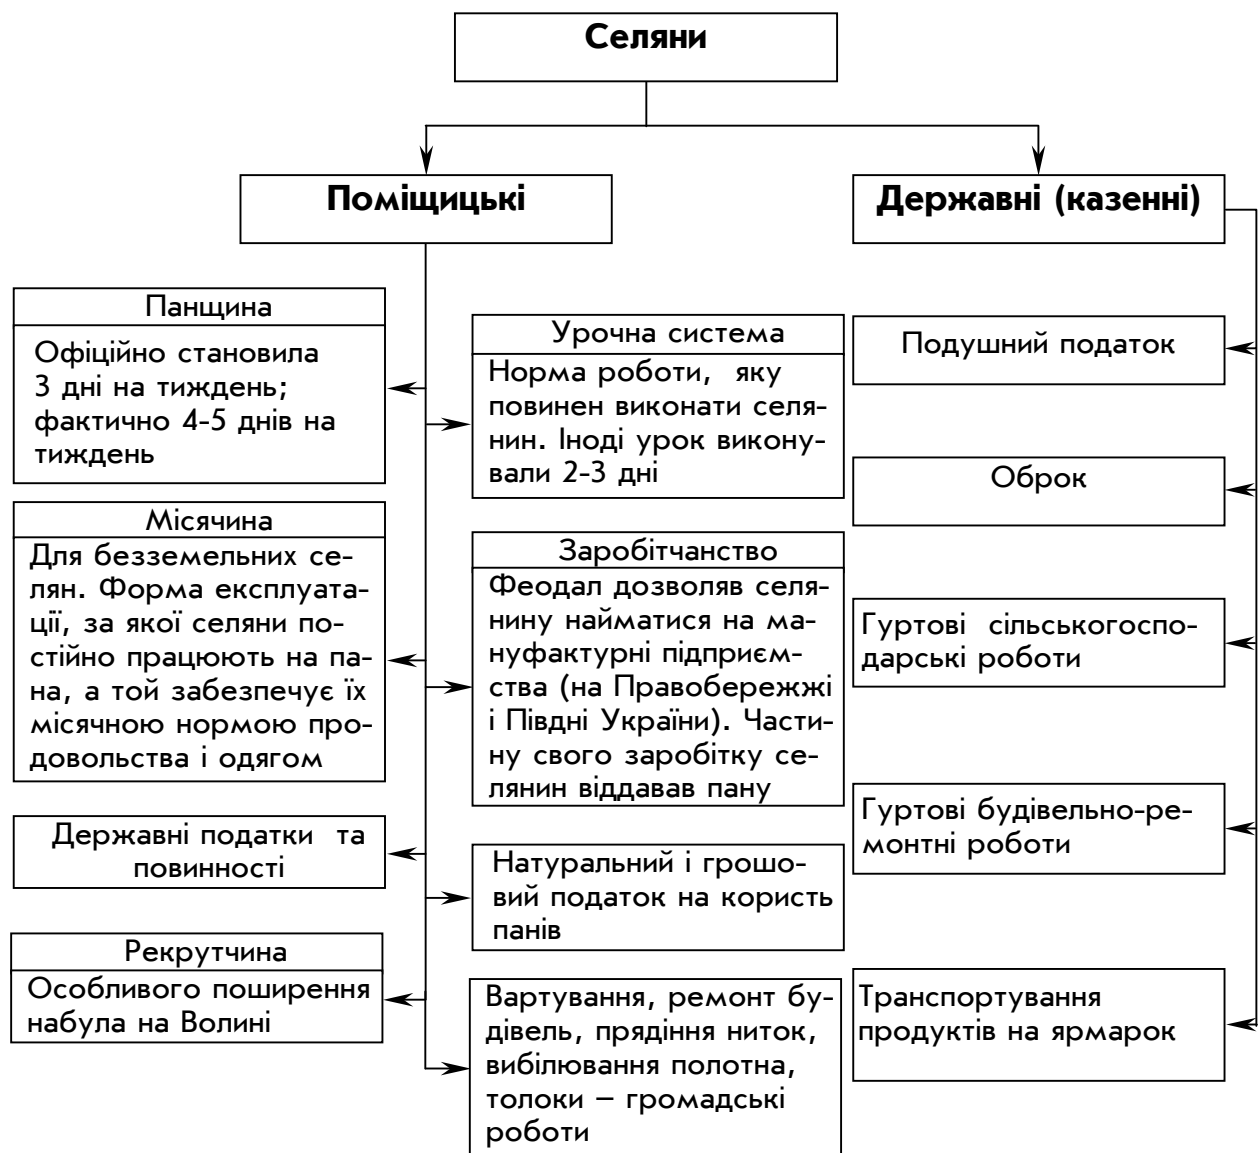 Селяни
Поміщицькі
Державні (казенні)
Панщина
Офіційно становила
3 дні на тиждень;
фактично 4-5 днів на
тиждень
Місячина
Для безземельних се-
лян. Форма експлуата-
ції, за якої селяни по-
стійно працюють на па-
на, а той забезпечує їх
місячною нормою про-
довольства і одягом
Державні податки та
повинності
Рекрутчина
Особливого поширення
набула на Волині
Урочна система
Норма роботи, яку
повинен виконати селя-
нин. Іноді урок викону-
вали 2-3 дні
Заробітчанство
Феодал дозволяв селя-
нину найматися на ма-
нуфактурні підприєм-
ства (на Правобережжі
і Півдні України). Части-
ну свого заробітку се-
лянин віддавав пану
Натуральний і грошо-
вий податок на користь
панів
Вартування, ремонт бу-
дівель, прядіння ниток,
вибілювання полотна,
толоки – громадські
роботи
Подушний податок
Оброк
Гуртові сільськогоспо-
дарські роботи
Гуртові будівельно-ре-
монтні роботи
Транспортування
продуктів на ярмарок